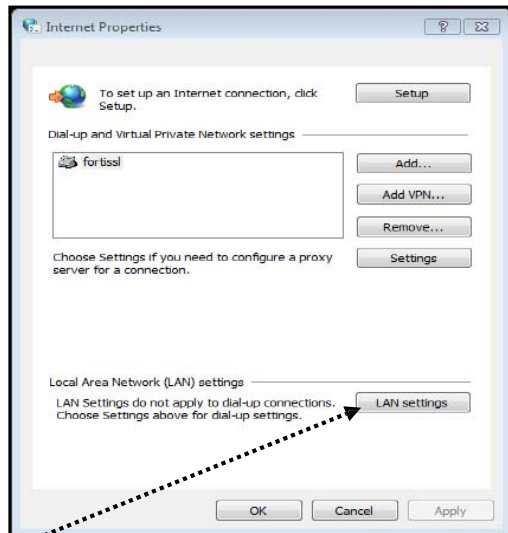 Internet Properties
To set up an Internet connection, click
Setup.
Setup
Dial-up and Virtual Private Network settings
fortissl
Add...
Add VPN...
Remove...
Choose Settings if you need to configure a proxy
server for a connection.
Settings
Local Area Network (LAN) settings
LAN Settings do not apply to dial-up connections.
Choose Settings above for dial-up settings.
LAN settings
OK
Cancel
Apply